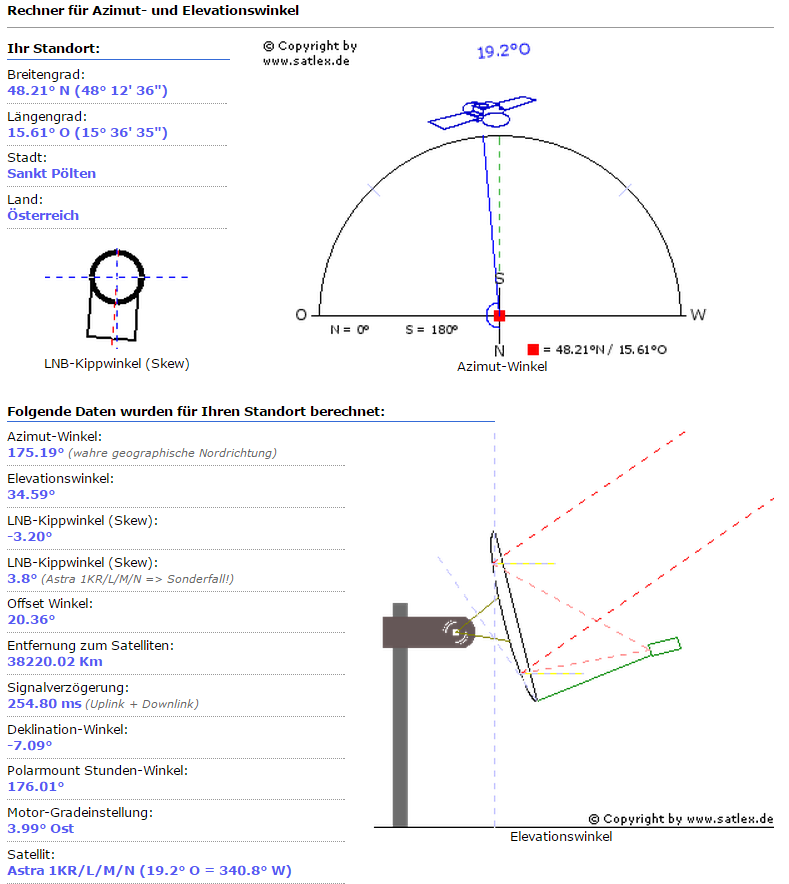 Rechner für Azimut- und Elevationswinkel
Ihr Standort:
Breitengrad:
48.21° N (48° 12' 36")
Längengrad:
15.61° O (15° 36' 35")
Stadt:
Sankt Pölten
Land:
Österreich
LNB-Kippwinkel (Skew)
© Copyright by
www.satlex.de
19.2°O
S
O
W
N = 0°
S = 180°
N
= 48.21°N / 15.61°O
Azimut-Winkel
Folgende Daten wurden für Ihren Standort berechnet:
Azimut-Winkel:
175.19° (wahre geographische Nordrichtung)
Elevationswinkel:
34.59°
LNB-Kippwinkel (Skew):
-3.20°
LNB-Kippwinkel (Skew):
3.8° (Astra 1KR/L/M/N => Sonderfall!)
Offset Winkel:
20.36°
Entfernung zum Satelliten:
38220.02 Km
Signalverzögerung:
254.80 ms (Uplink + Downlink)
Deklination-Winkel:
-7.09°
Polarmount Stunden-Winkel:
176.01°
Motor-Gradeinstellung:
3.99° Ost
Satellit:
Astra 1KR/L/M/N (19.2° O = 340.8° W)
© Copyright by www.satlex.de
Elevationswinkel